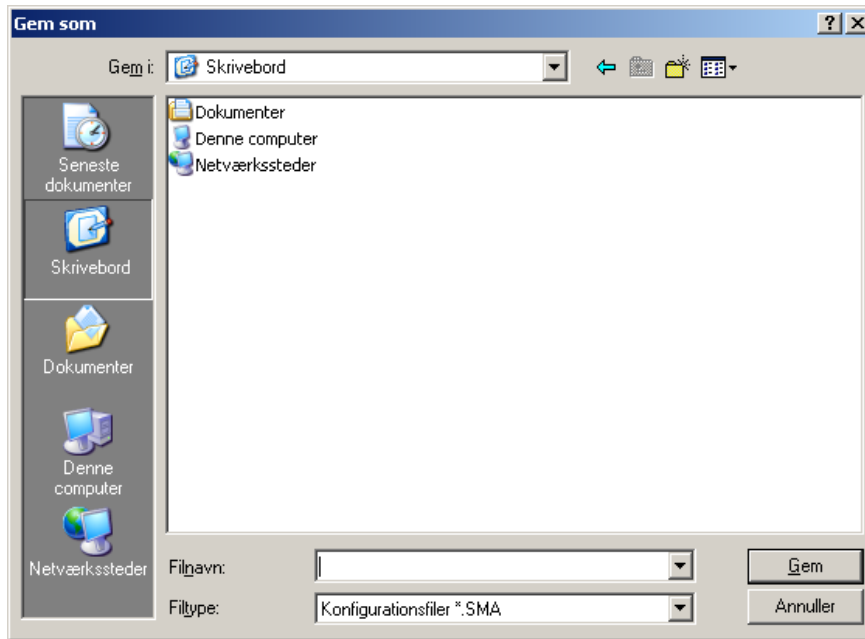 Gem som
Gem i:
Skrivebord
Seneste
dokumenter
Skrivebord
Dokumenter
Denne
computer
Netværkssteder
Dokumenter
Denne computer
Netværkssteder
Filnavn:
Gem
Filtype:
Konfigurationsfiler *.SMA
Annuller